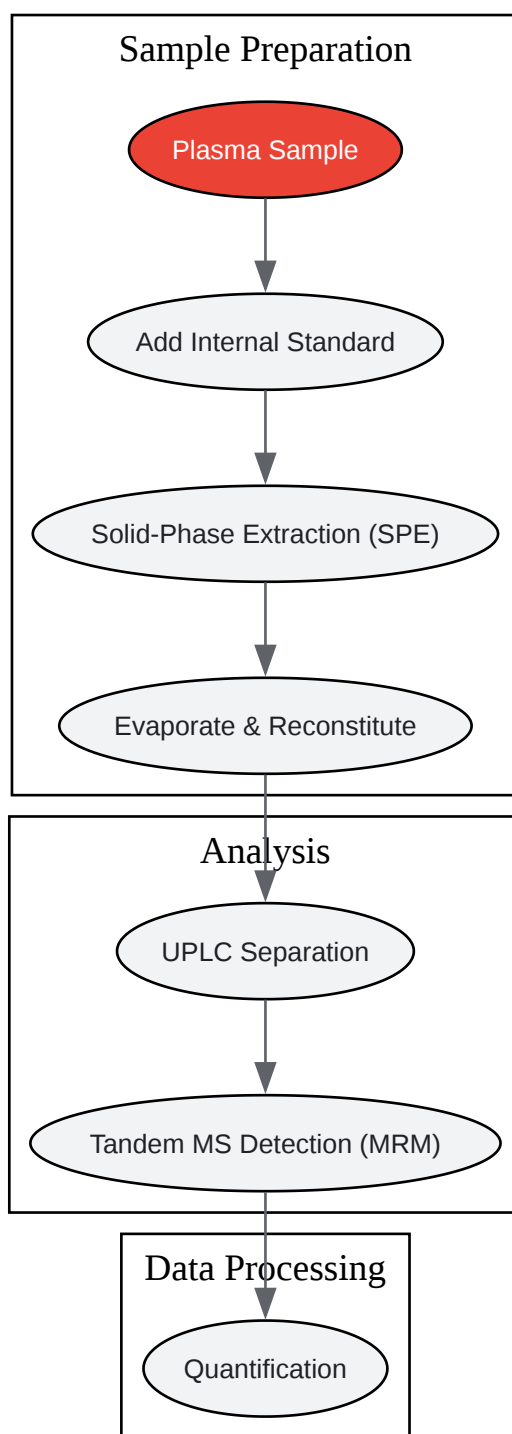 Sample Preparation
Plasma Sample
Add Internal Standard
Solid-Phase Extraction (SPE)
Evaporate & Reconstitute
Analysis
UPLC Separation
Tandem MS Detection (MRM)
Data Processing
Quantification